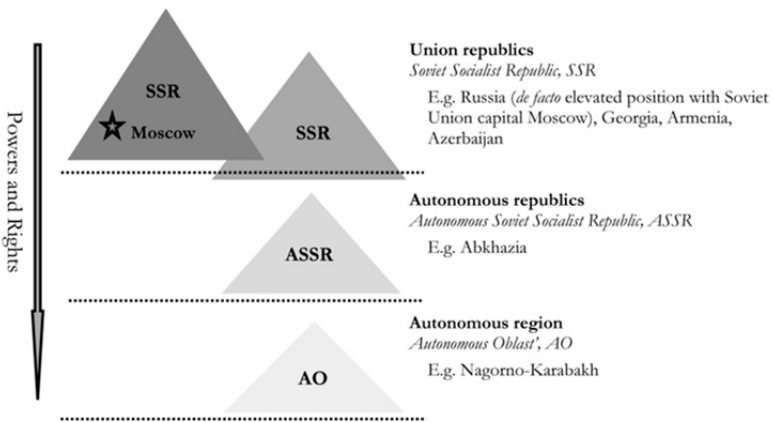 Powers and Rights
SSR
Moscow
SSR
Union republics
Soviet Socialist Republic, SSR
E.g. Russia (de facto elevated position with Soviet
Union capital Moscow), Georgia, Armenia,
Azerbaijan
ASSR
Autonomous republics
Autonomous Soviet Socialist Republic, ASSR
E.g. Abkhazia
AO
Autonomous region
Autonomous Oblast', AO
E.g. Nagorno-Karabakh